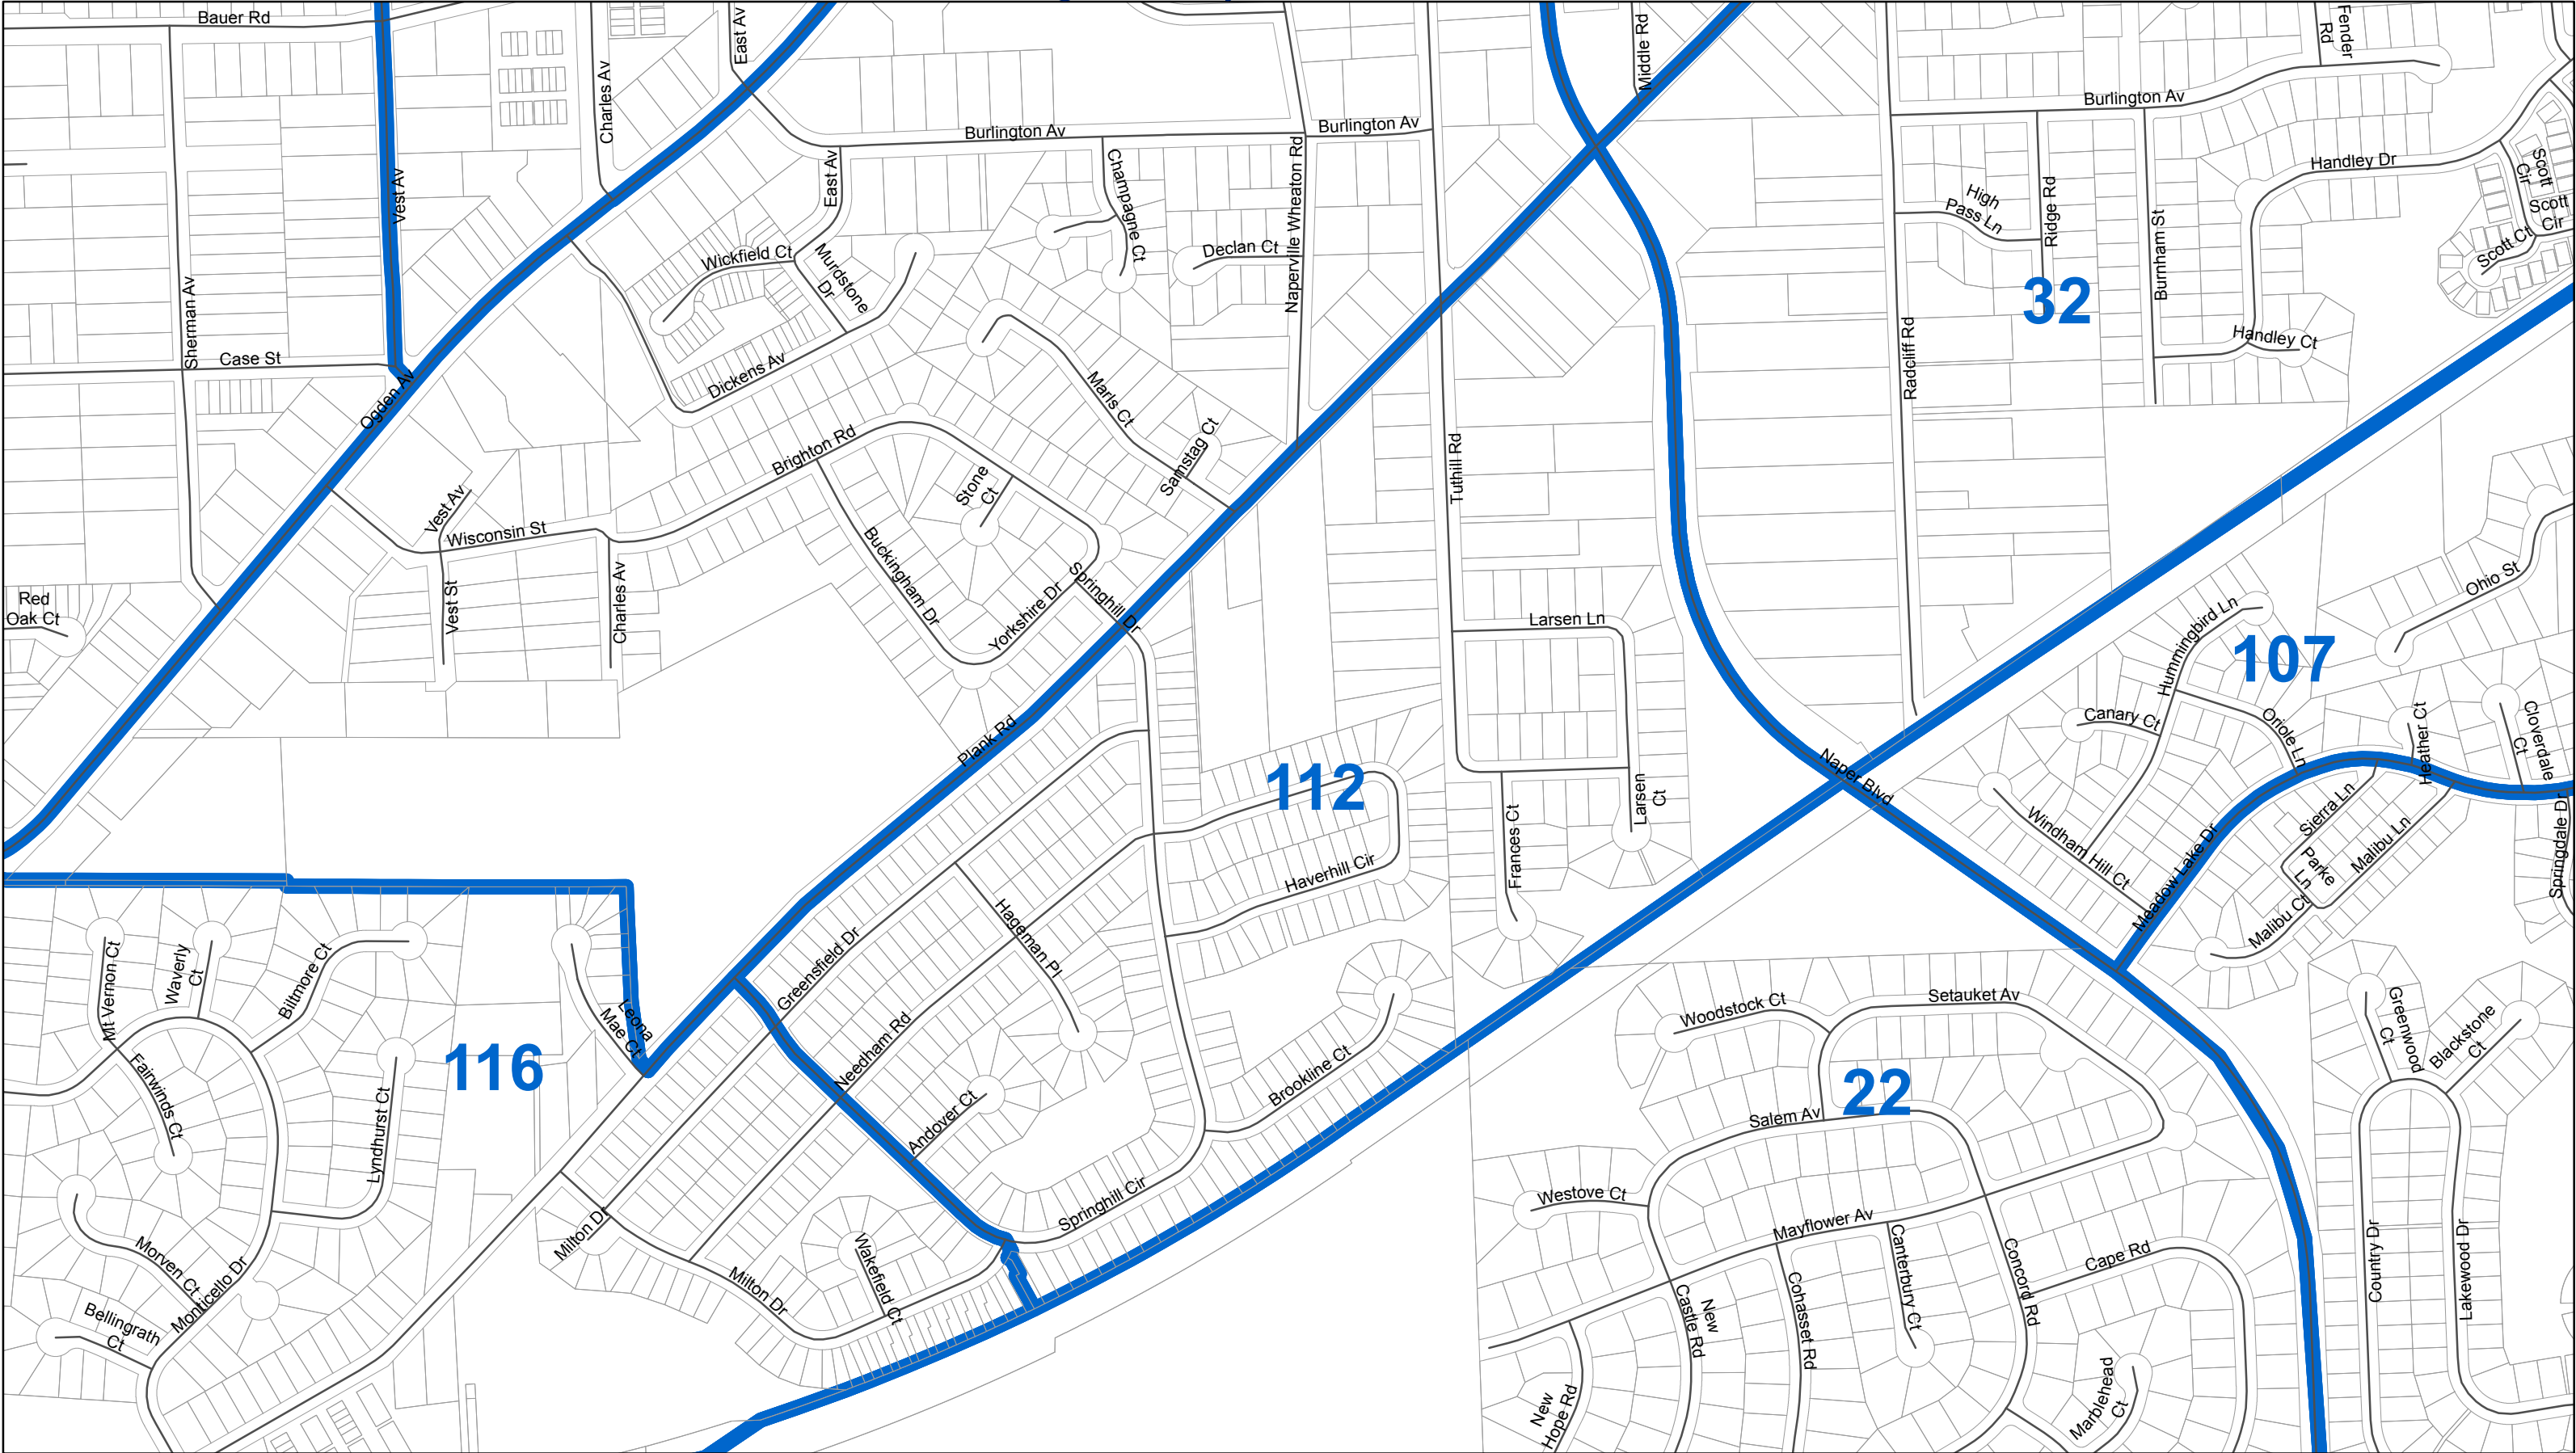 Bauer Rd
East Av
Charles Av
Middle Rd
Fender
Rd
Burlington Av
Burlington Av
Burlington Av
Vest Av
East Av
Champagne Ct
Naperville Wheaton Rd
Handley Dr
Scott
Cir
Scott
Cir
Scott Ct
High
Pass Ln
Ridge Rd
Burnham St
Wickfield Ct
Murdstone
Dr
Declan Ct
32
Sherman Av
Case St
Ogden Av
Dickens Av
Marls Ct
Radcliff Rd
Handley Ct
Brighton Rd
Samstag Ct
Tuthill Rd
Stone
Ct
Vest Av
Wisconsin St
Buckingham Dr
Springhill Dr
Yorkshire Dr
Red
Oak Ct
Vest St
Charles Av
Larsen Ln
Ohio St
Hummingbird Ln
107
Canary Ct
Oriole Ln
Heather Ct
Cloverdale
Ct
Plank Rd
112
Naper Blvd
Larsen
Ct
Frances Ct
Haverhill Cir
Windham Hill Ct
Meadow Lake Dr
Sierra Ln
Parke
Ln
Malibu Ln
Malibu Ct
Springdale Dr
Mt Vernon Ct
Waverly
Ct
Biltmore Ct
Leona
Mae Ct
Greensfield Dr
Hageman Pl
Needham Rd
Woodstock Ct
Setauket Av
Greenwood
Ct
Blackstone
Ct
116
Fairwinds Ct
Lyndhurst Ct
Andover Ct
Brookline Ct
22
Salem Av
Springhill Cir
Westove Ct
Mayflower Av
Canterbury Ct
Concord Rd
Cape Rd
Country Dr
Lakewood Dr
Milton Dr
Milton Dr
Wakefield Ct
Morven Ct
Monticello Dr
Bellingrath
Ct
New
Castle Rd
Cohasset Rd
New
Hope Rd
Marblehead
Ct